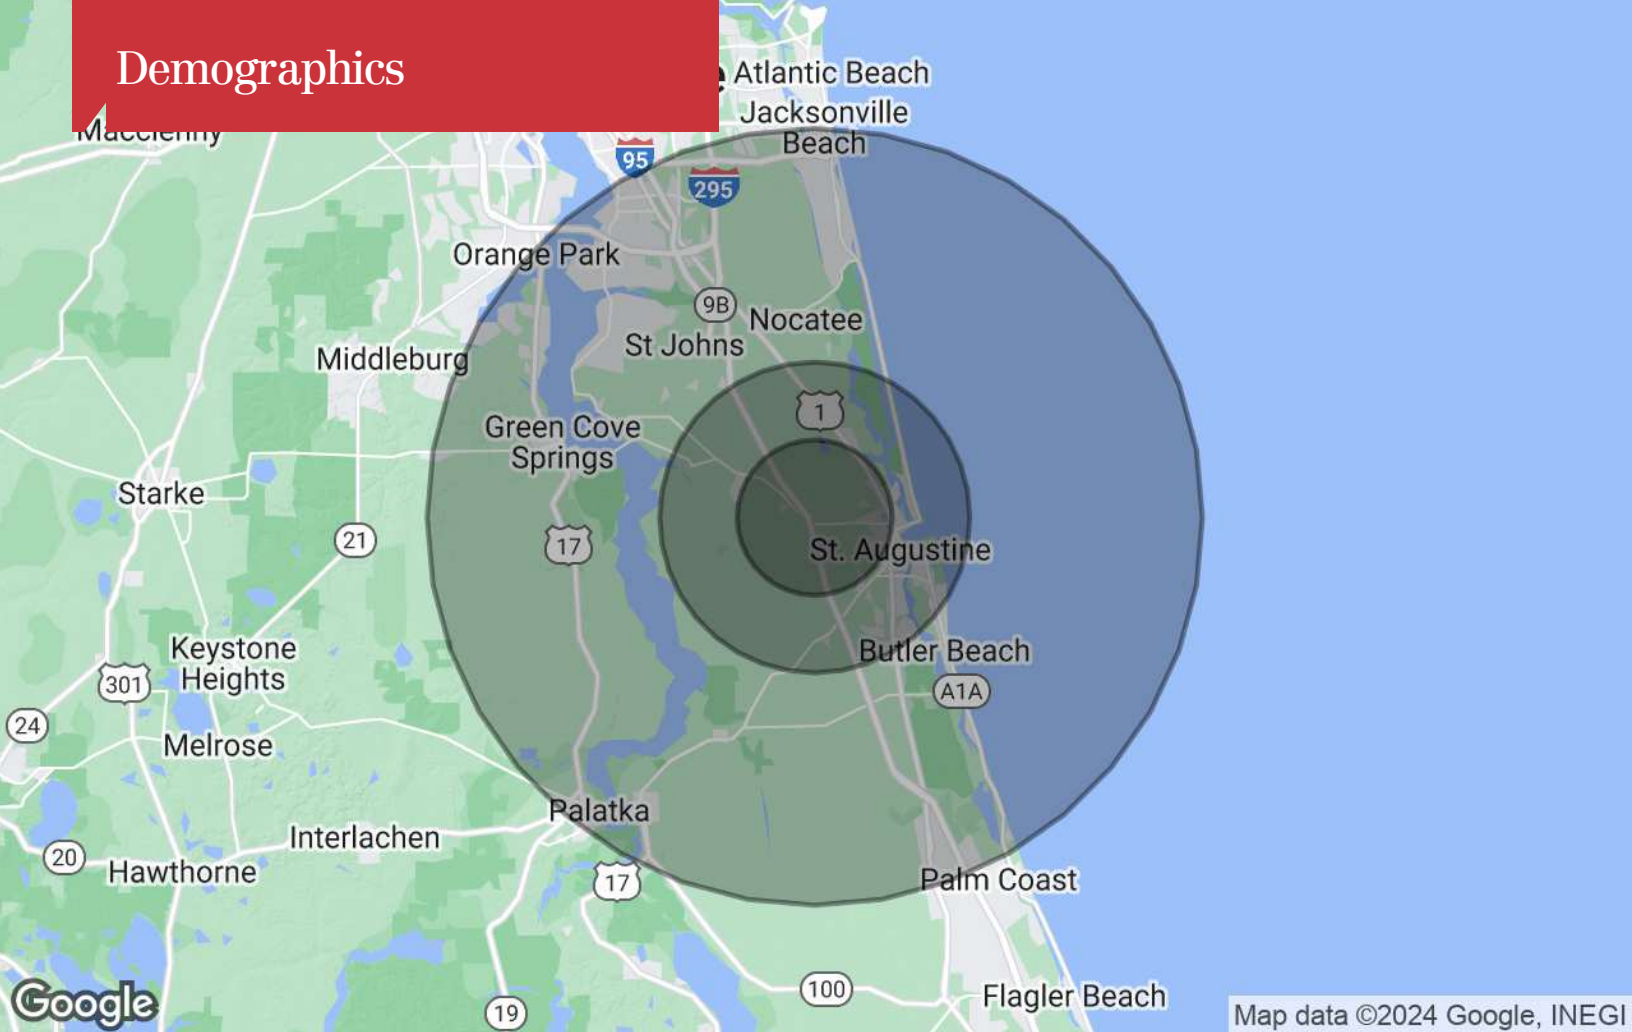 Demographics
Atlantic Beach
Jacksonville
Beach
Macclenny
95
295
Orange Park
9B
Nocatee
St Johns
Middleburg
1
Green Cove
Springs
Starke
21
17
St. Augustine
Keystone
Heights
Butler Beach
301
A1A
24
Melrose
Palatka
Interlachen
20
Hawthorne
17
Palm Coast
100
Flagler Beach
Google
19
Map data ©2024 Google, INEGI